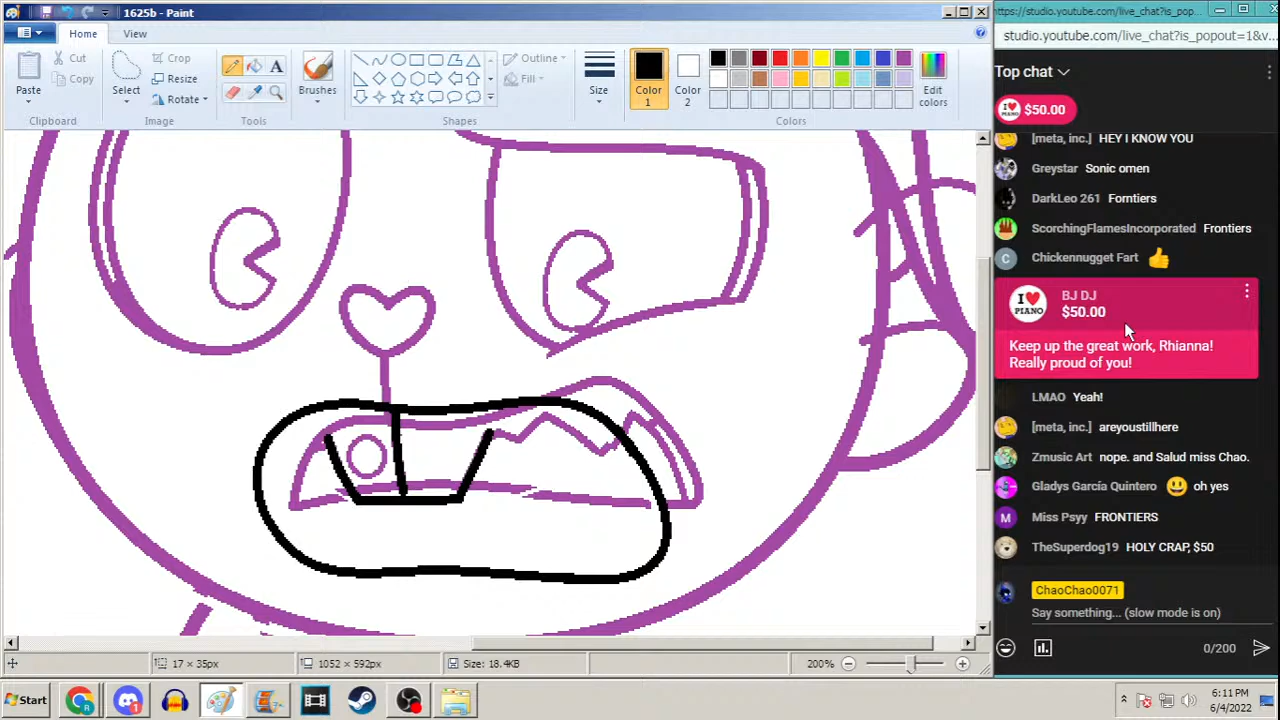 1625b - Paint
https://studio.youtube.com/live_chat?is_pop...
Home
View
studio.youtube.com/live_chat?is_popout=1&v...
Paste
Cut
Copy
Clipboard
Select
Crop
Resize
Rotate
Image
Tools
Brushes
Outline
Fill
Shapes
Size
Color 1
Color 2
Edit colors
Colors
Top chat
I ♥ PIANO $50.00
[meta, inc.] HEY I KNOW YOU
Greystar Sonic omen
DarkLeo 261 Forntiers
ScorchingFlamesIncorporated Frontiers
C Chickennugget Fart 👍
I ♥ PIANO
BJ DJ
$50.00
Keep up the great work, Rhianna!
Really proud of you!
LMAO Yeah!
[meta, inc.] areyoustillhere
Zmusic Art nope. and Salud miss Chao.
Gladys García Quintero 😃 oh yes
M Miss Psyy FRONTIERS
TheSuperdog19 HOLY CRAP, $50
ChaoChao0071
Say something... (slow mode is on)
0/200
17 × 35px
1052 × 592px
Size: 18.4KB
200%
Start
6:11 PM
6/4/2022